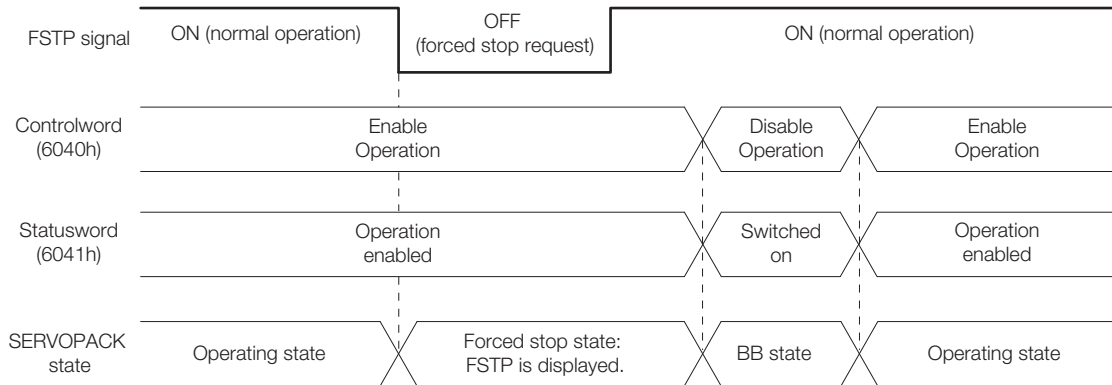 FSTP signal
ON (normal operation)
OFF
(forced stop request)
ON (normal operation)
Controlword
(6040h)
Enable
Operation
Disable
Operation
Enable
Operation
Statusword
(6041h)
Operation
enabled
Switched
on
Operation
enabled
SERVOPACK
state
Operating state
Forced stop state:
FSTP is displayed.
BB state
Operating state